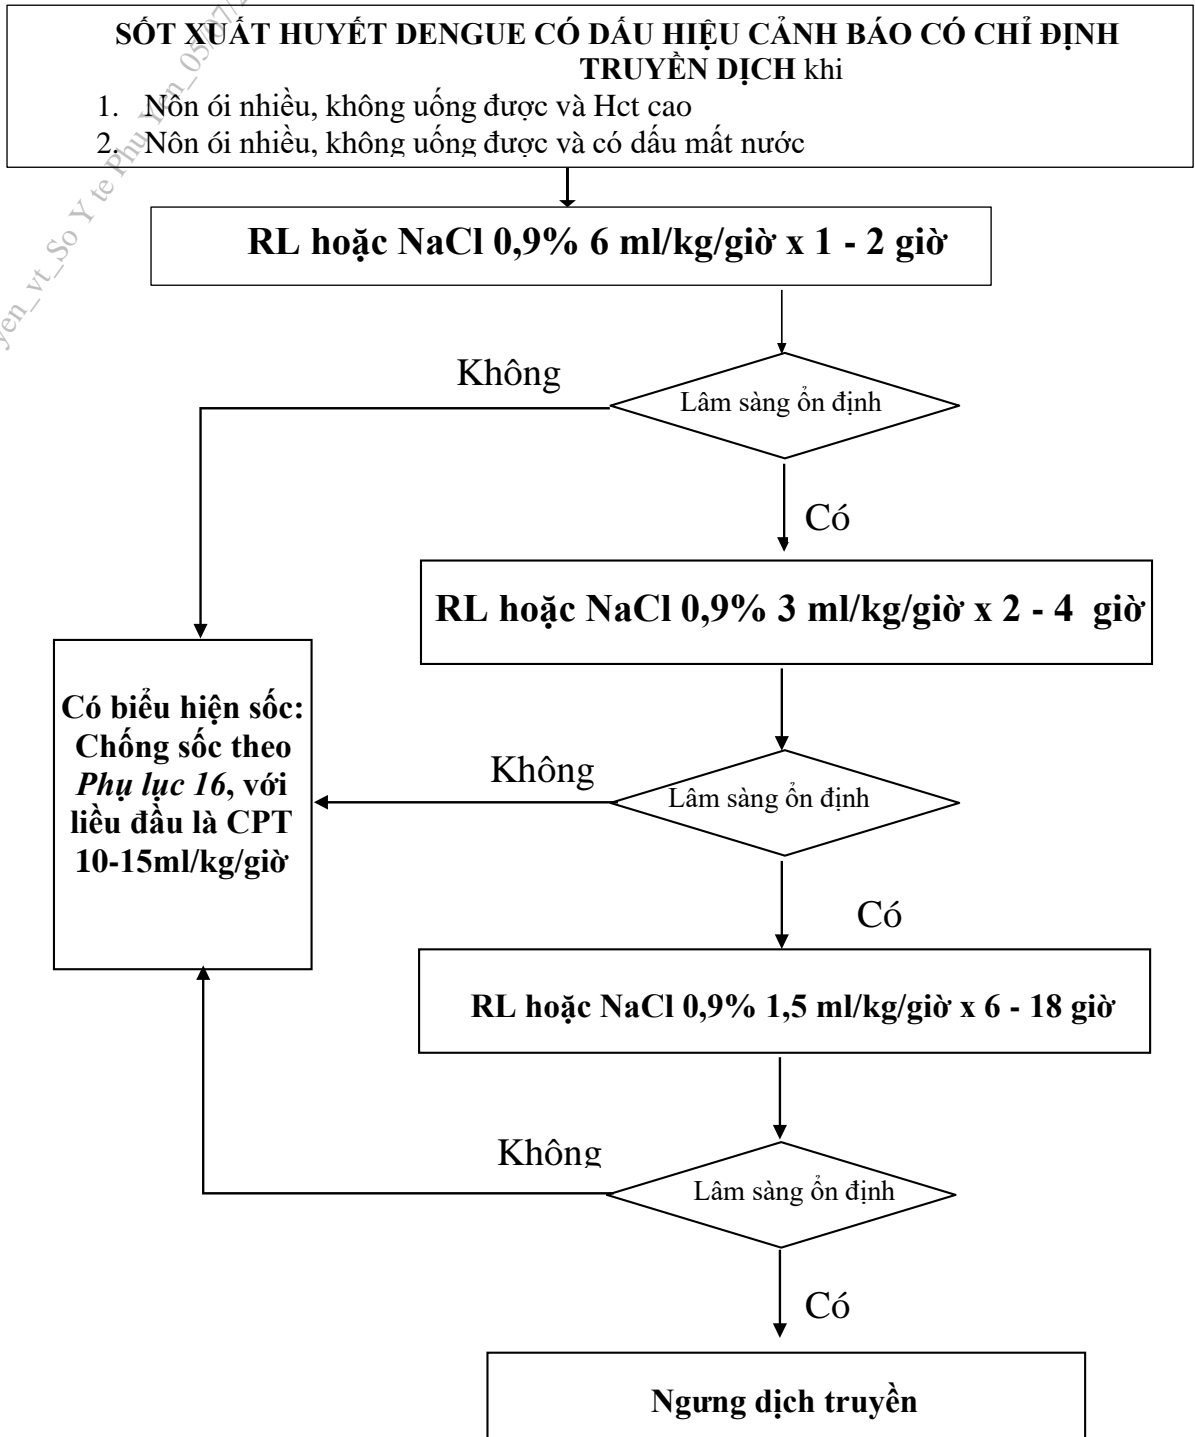 SỐT XUẤT HUYẾT DENGUE CÓ DẤU HIỆU CẢNH BÁO CÓ CHỈ ĐỊNH
TRUYỀN DỊCH khi
1. Nôn ói nhiều, không uống được và Hct cao
2. Nôn ói nhiều, không uống được và có dấu mất nước
RL hoặc NaCl 0,9% 6 ml/kg/giờ x 1 - 2 giờ
Không
Lâm sàng ổn định
Có
RL hoặc NaCl 0,9% 3 ml/kg/giờ x 2 - 4 giờ
Có biểu hiện sốc:
Chống sốc theo
Phụ lục 16, với
liều đầu là CPT
10-15ml/kg/giờ
Không
Lâm sàng ổn định
Có
RL hoặc NaCl 0,9% 1,5 ml/kg/giờ x 6 - 18 giờ
Không
Lâm sàng ổn định
Có
Ngưng dịch truyền
yen_vt_So Y te Phu Yen_05/07/2